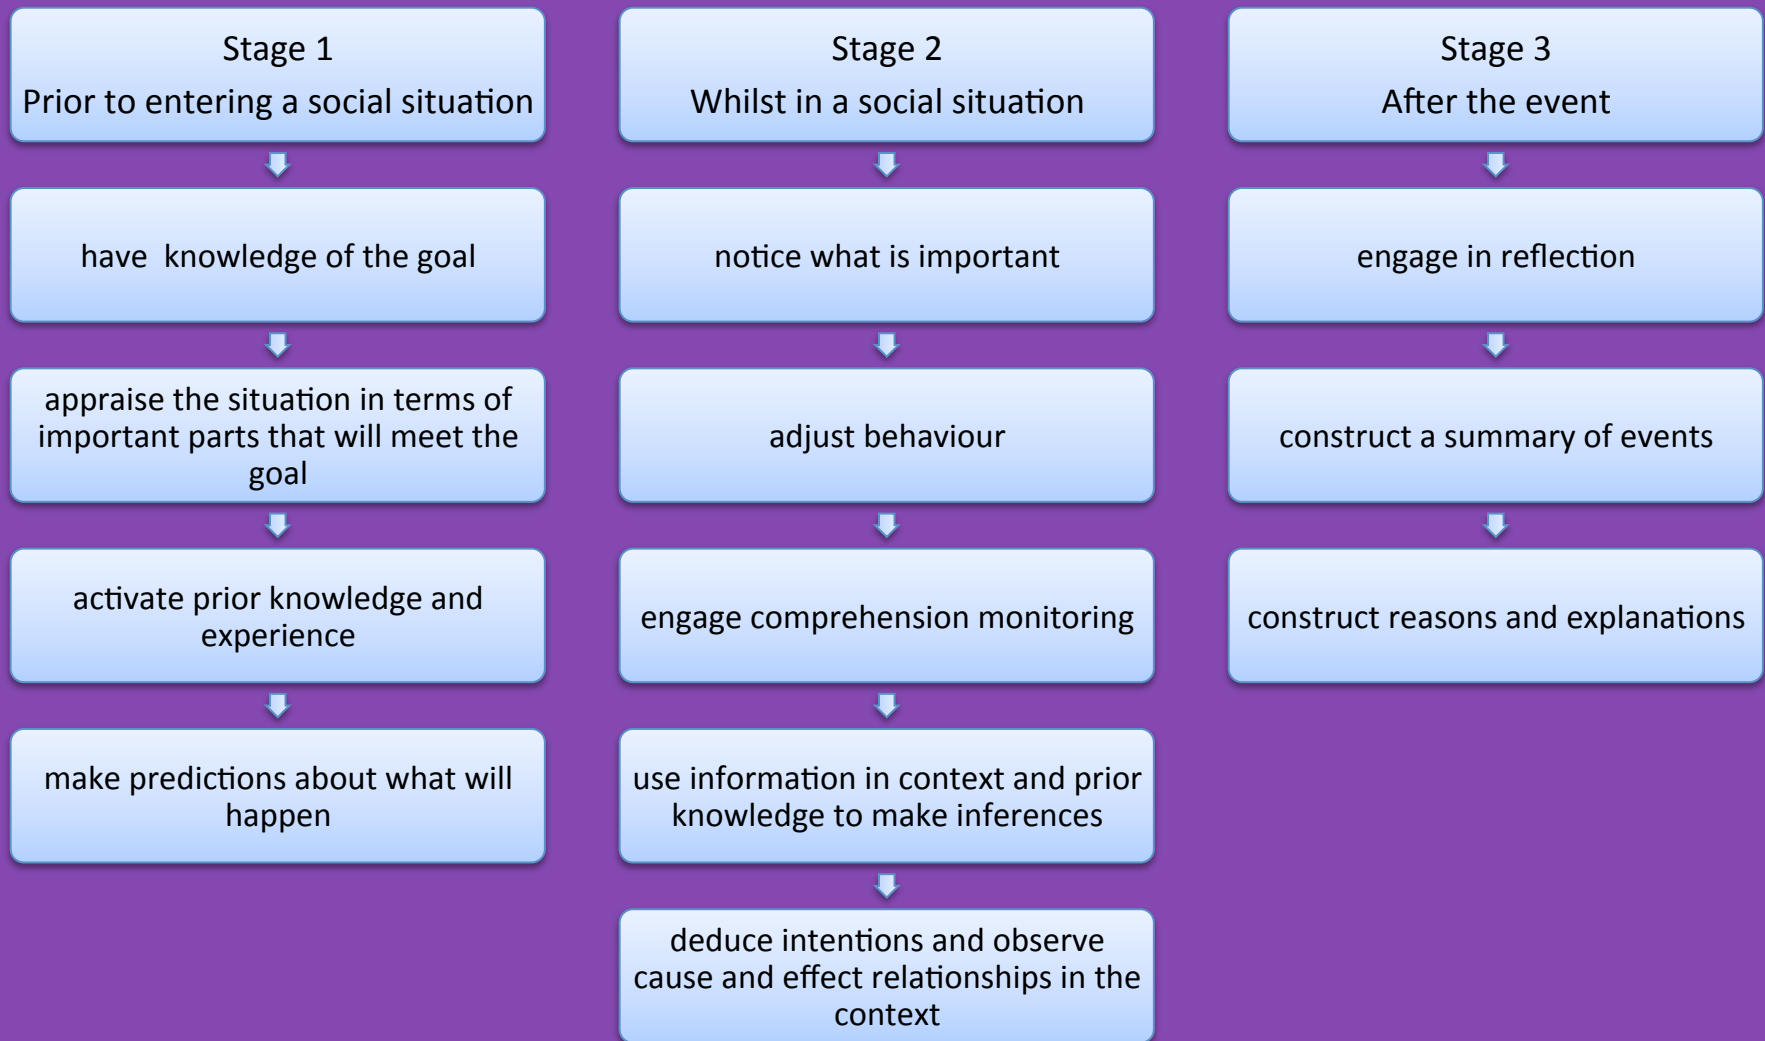 Stage 1
Prior to entering a social situation
have  knowledge of the goal
appraise the situation in terms of
important parts that will meet the
goal
activate prior knowledge and
experience
make predictions about what will
happen
Stage 2
Whilst in a social situation
notice what is important
adjust behaviour
engage comprehension monitoring
use information in context and prior
knowledge to make inferences
deduce intentions and observe
cause and effect relationships in the
context
Stage 3
After the event
engage in reflection
construct a summary of events
construct reasons and explanations